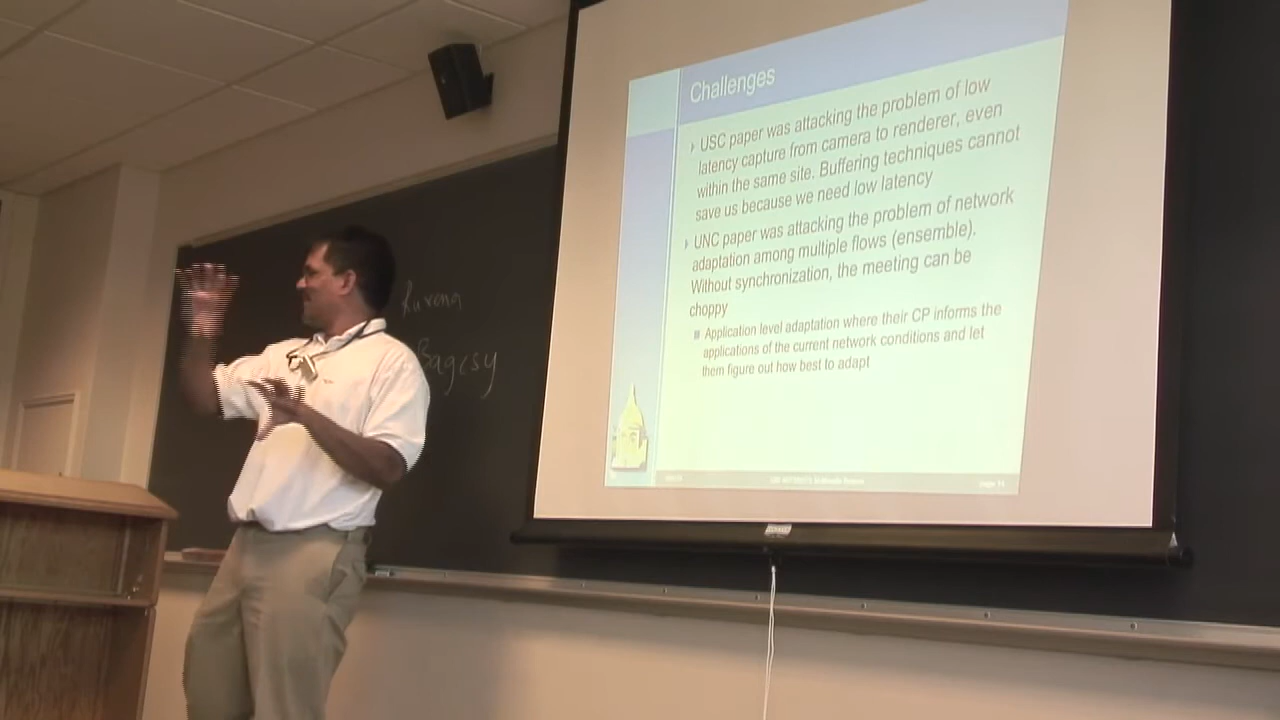 Challenges
USC paper was attacking the problem of low
latency capture from camera to renderer, even
within the same site. Buffering techniques cannot
save us because we need low latency
UNC paper was attacking the problem of network
adaptation among multiple flows (ensemble).
Without synchronization, the meeting can be
choppy
Application level adaptation where their CP informs the
applications of the current network conditions and let
them figure out how best to adapt